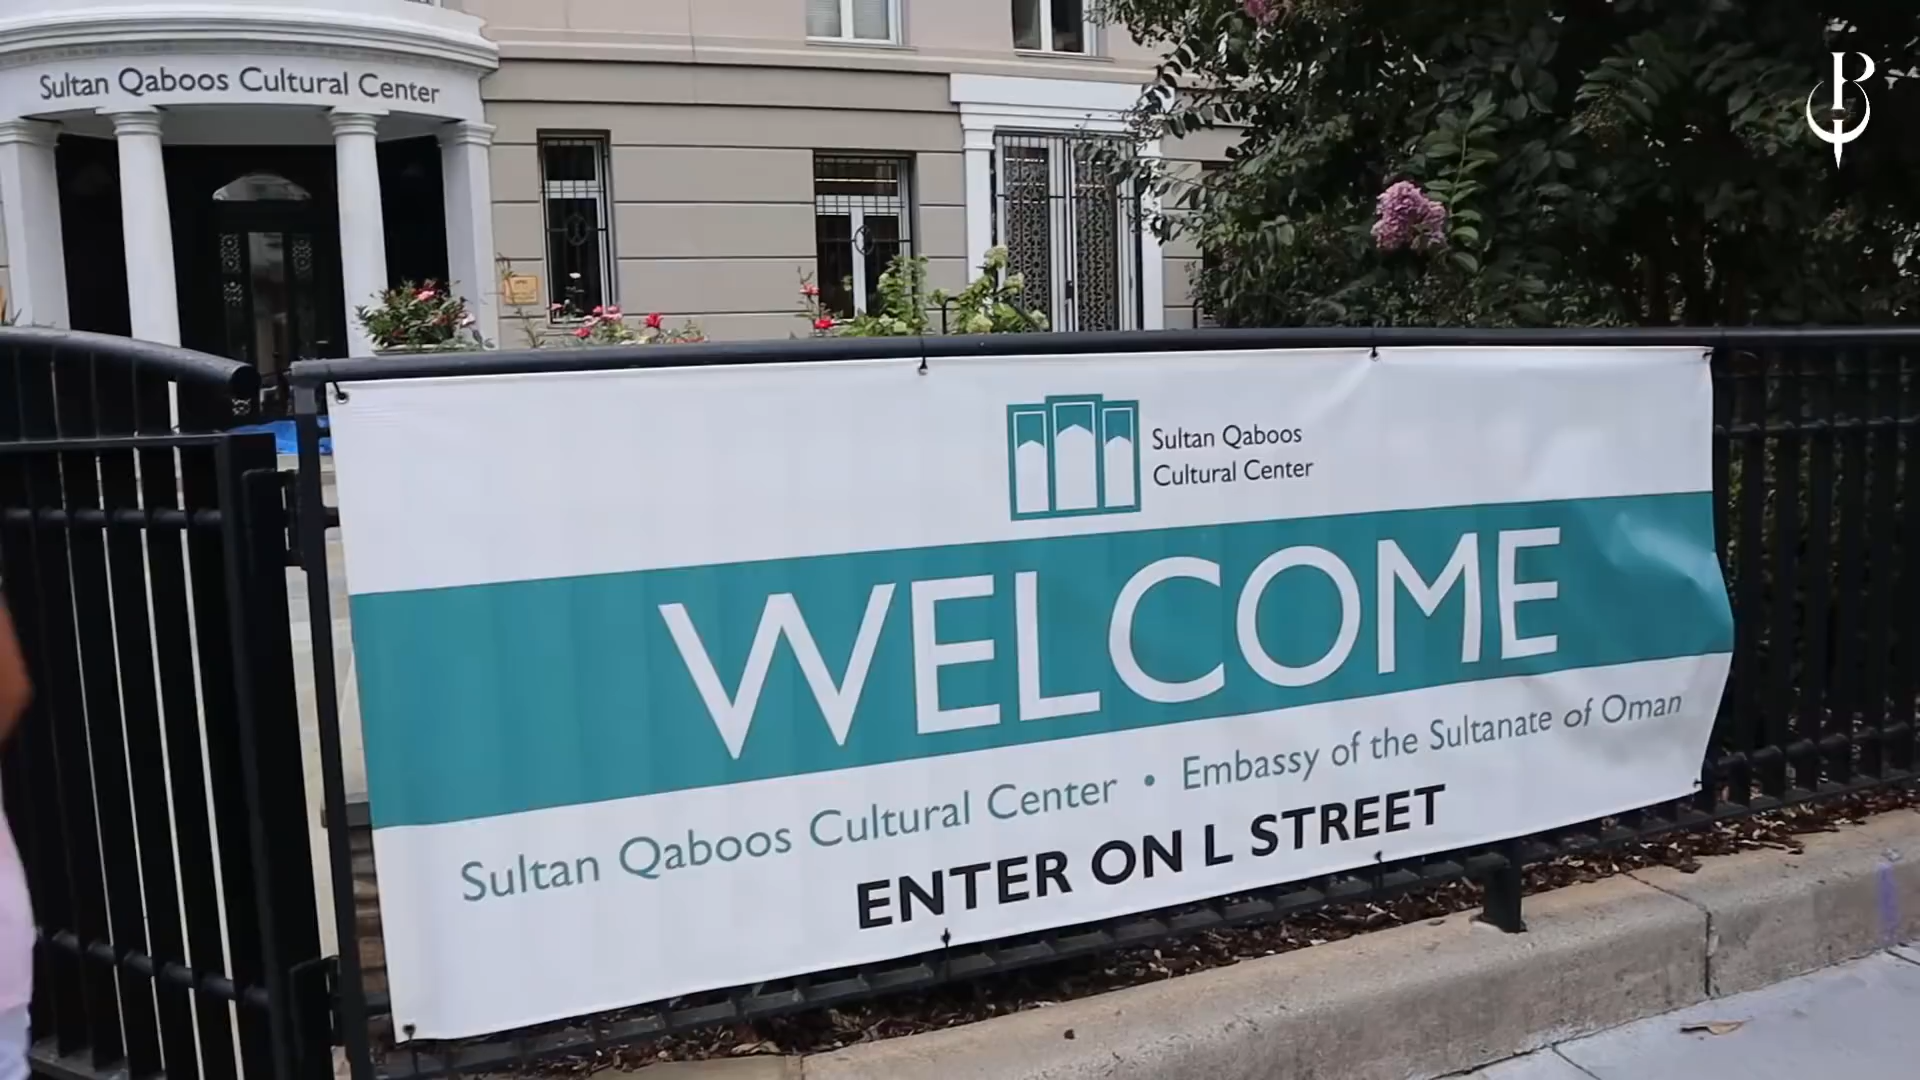 Sultan Qaboos Cultural Center
Sultan Qaboos
Cultural Center
WELCOME
Sultan Qaboos Cultural Center • Embassy of the Sultanate of Oman
ENTER ON L STREET